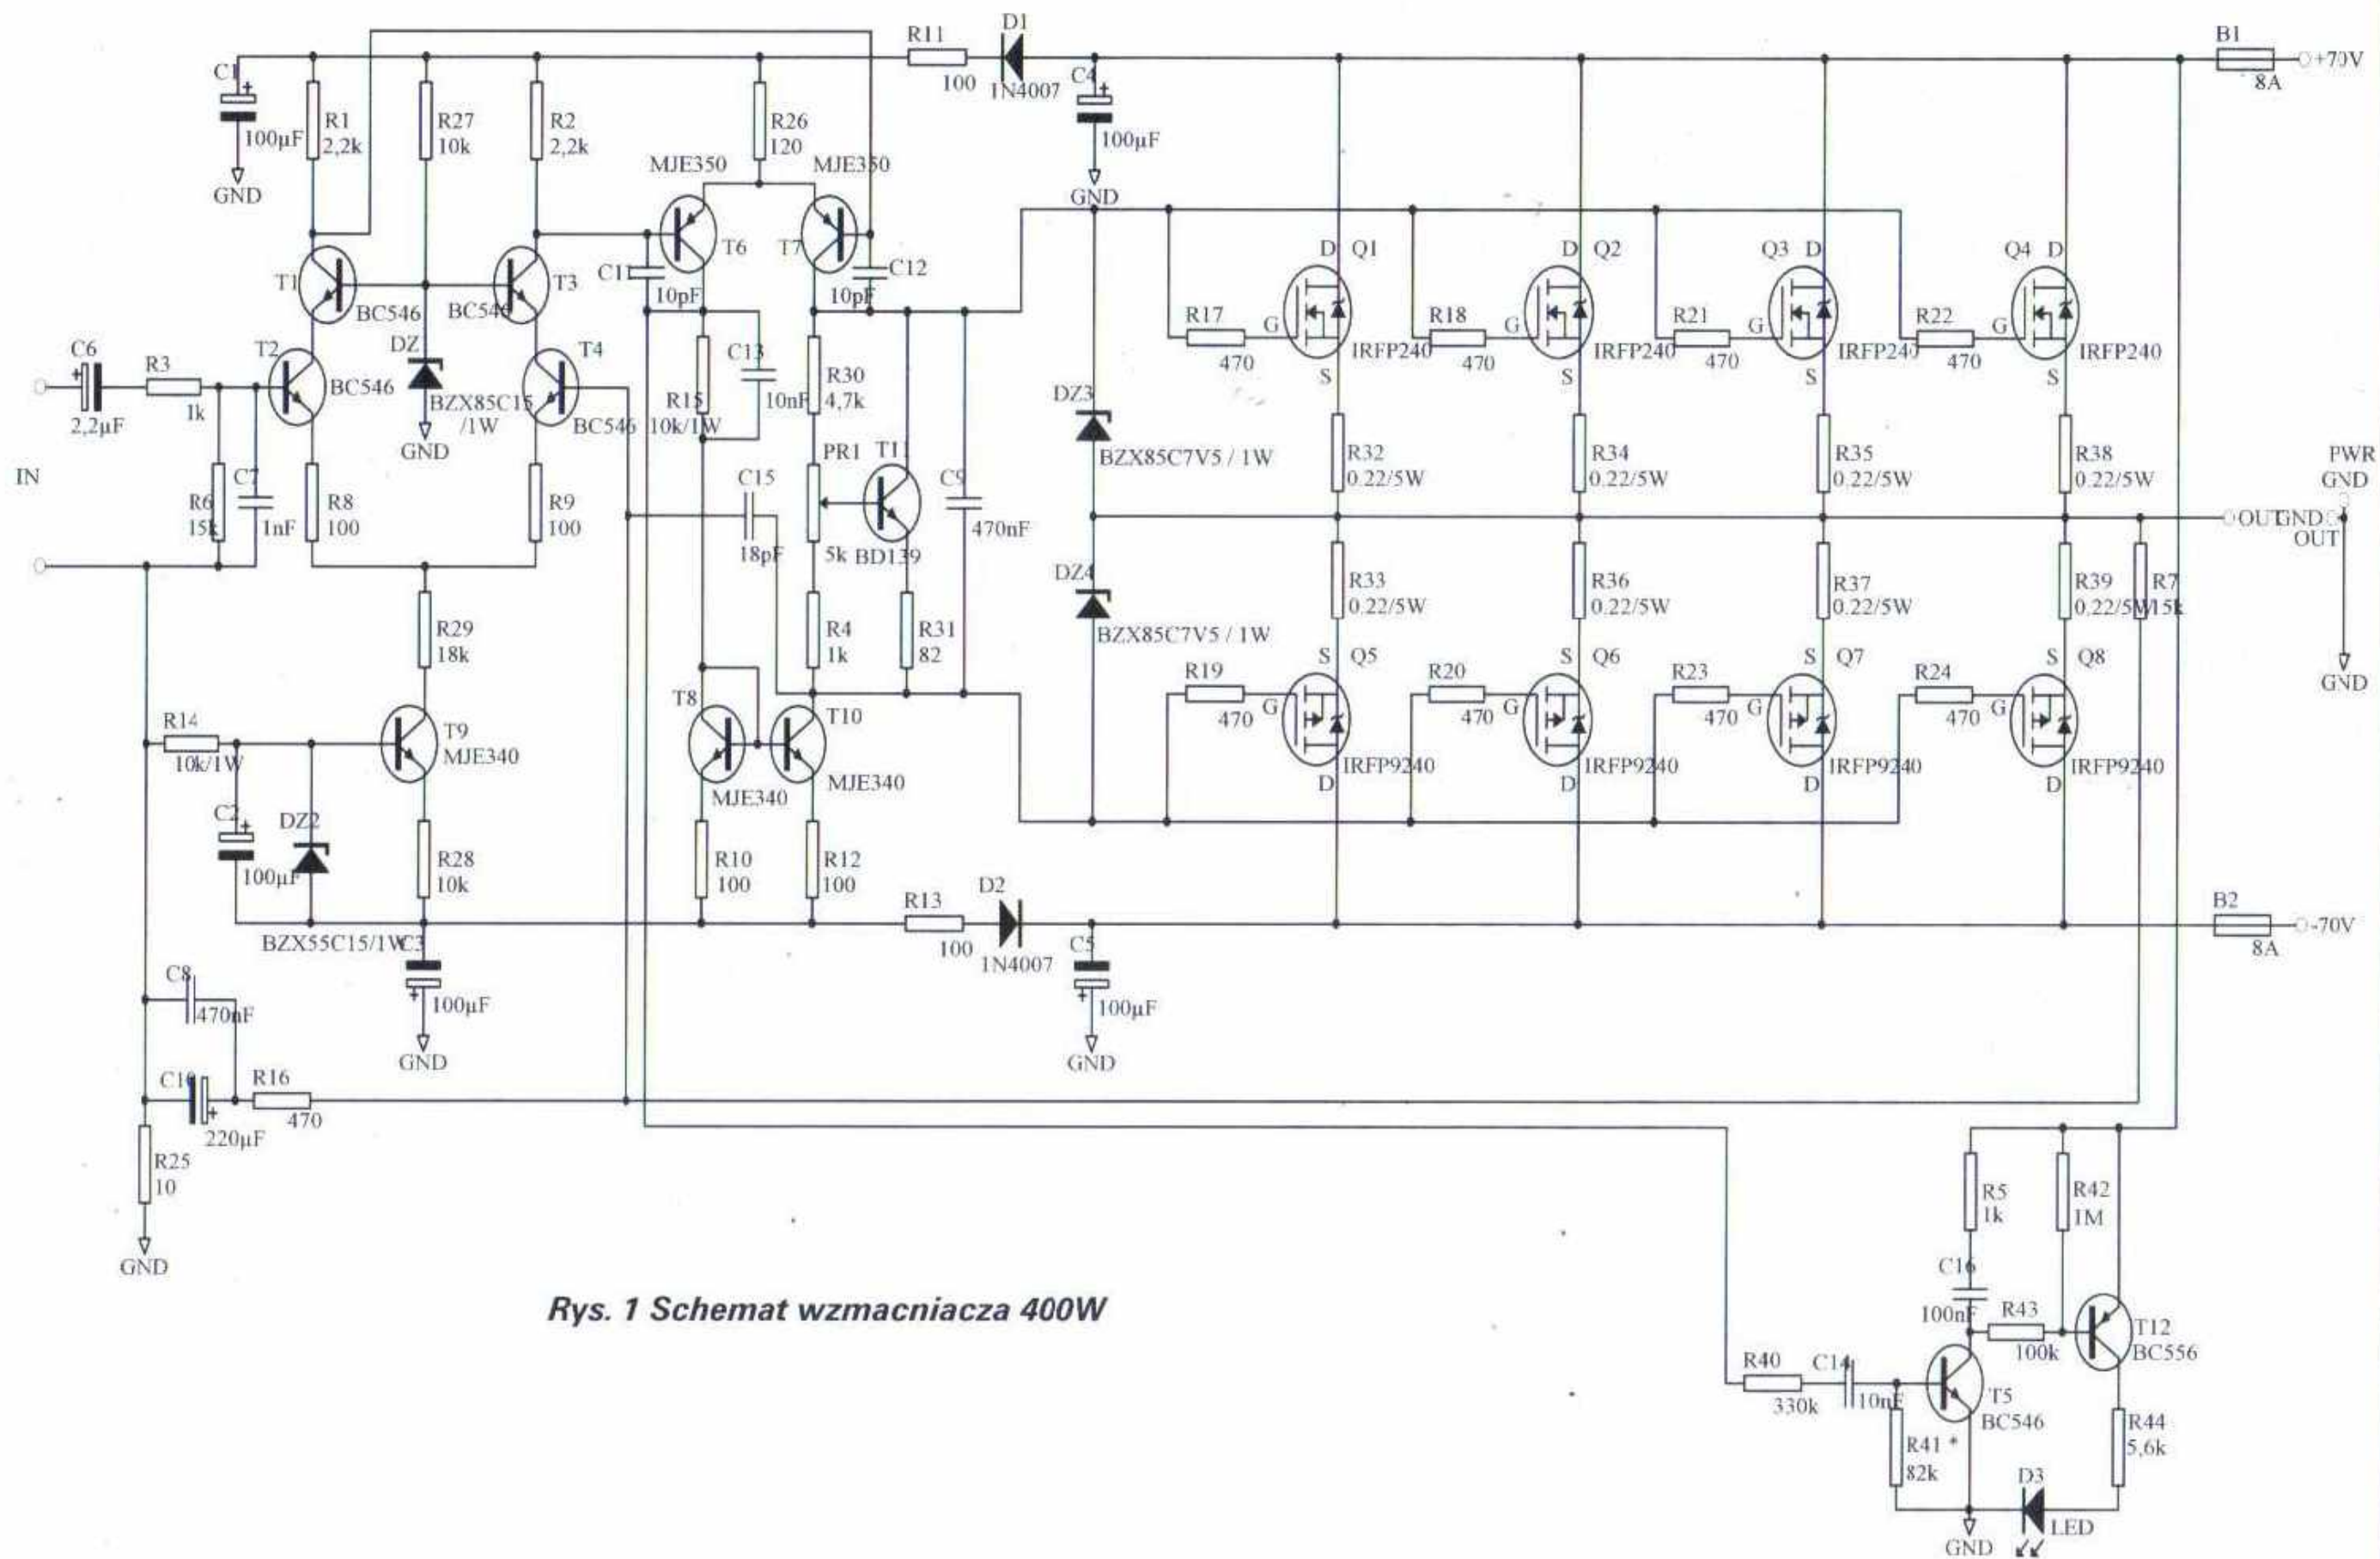 D1
R11
B1
+70V
100
1N4007
8A
C1
100µF
GND
R1
2,2k
R27
10k
R2
2,2k
R26
120
C4
100µF
GND
MJE350
MJE350
T6
T7
C11
10pF
C12
10pF
T1
BC546
BC546
T3
D Q1
D Q2
Q3 D
Q4 D
R17
470
G
IRFP240
S
R18
470
G
IRFP240
S
R21
470
G
IRFP240
S
R22
470
G
IRFP240
S
C6
2,2µF
R3
1k
T2
BC546
DZ
BZX85C15
/1W
GND
T4
BC546
R15
10k/1W
C13
10nF
R30
4,7k
DZ3
BZX85C7V5 / 1W
R32
0.22/5W
R34
0.22/5W
R35
0.22/5W
R38
0.22/5W
PWR
GND
IN
R6
15k
C7
1nF
R8
100
R9
100
C15
18pF
PR1
5k
T11
BD139
C9
470nF
OUT
GND
OUT
DZ4
BZX85C7V5 / 1W
R33
0.22/5W
R36
0.22/5W
R37
0.22/5W
R39
0.22/5W
R7
15k
R29
18k
R4
1k
R31
82
S Q5
S Q6
S Q7
S Q8
GND
R19
470
G
IRFP9240
D
R20
470
G
IRFP9240
D
R23
470
G
IRFP9240
D
R24
470
G
IRFP9240
D
R14
10k/1W
T9
MJE340
T8
MJE340
T10
MJE340
C2
100µF
DZ2
BZX55C15/1W
R28
10k
R10
100
R12
100
R13
100
D2
1N4007
B2
-70V
8A
C3
100µF
GND
C5
100µF
GND
C8
470nF
C10
220µF
R16
470
R25
10
GND
R5
1k
R42
1M
C16
100nF
R43
100k
T12
BC556
Rys. 1 Schemat wzmacniacza 400W
R40
330k
C14
10nF
T5
BC546
R41 *
82k
R44
5,6k
D3
LED
GND